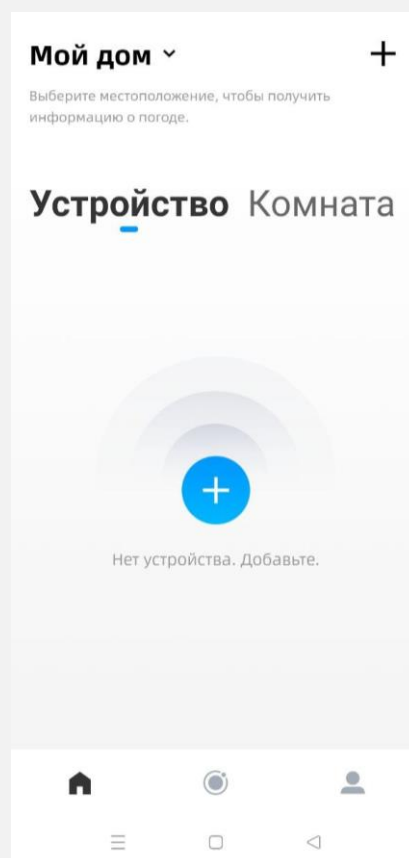 Мой дом
Выберите местоположение, чтобы получить
информацию о погоде.
Устройство Комната
Нет устройства. Добавьте.